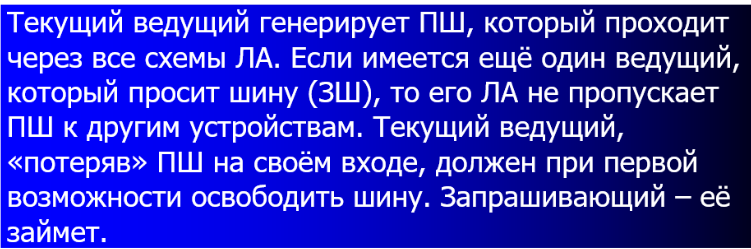 Текущий ведущий генерирует ПШ, который проходит
через все схемы ЛА. Если имеется ещё один ведущий,
который просит шину (ЗШ), то его ЛА не пропускает
ПШ к другим устройствам. Текущий ведущий,
«потеряв» ПШ на своём входе, должен при первой
возможности освободить шину. Запрашивающий – её
займет.